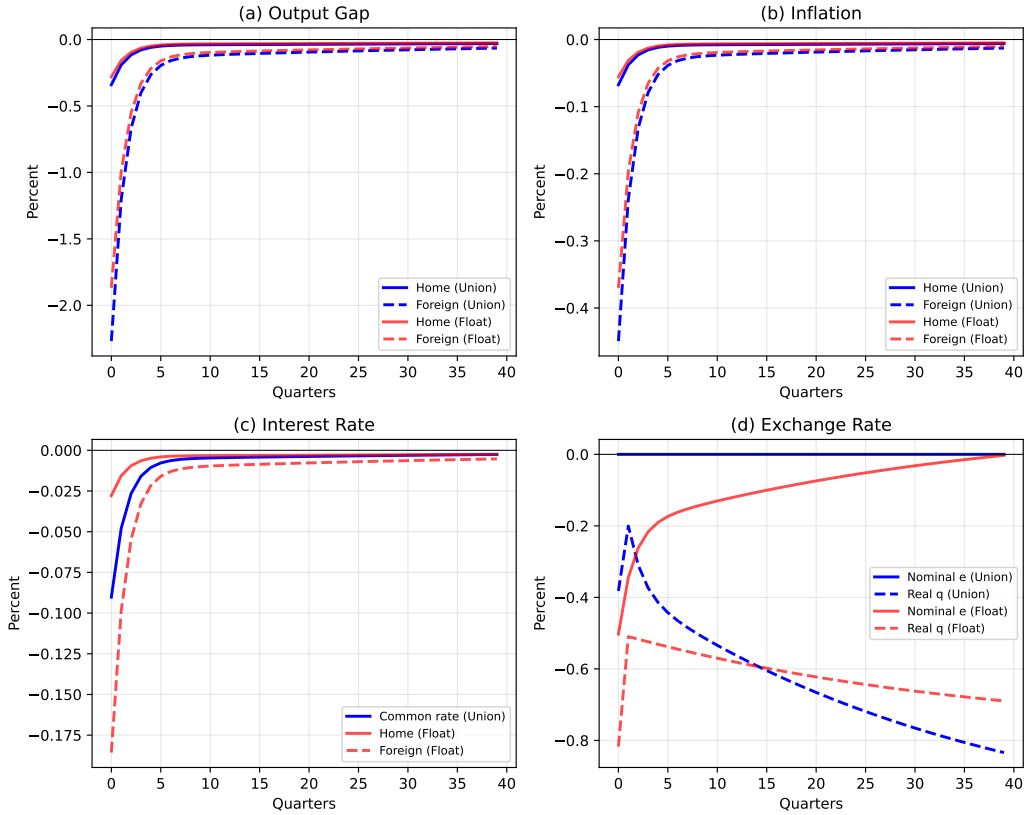 (a) Output Gap
0.0
−0.5
−1.0
−1.5
−2.0
Percent
Home (Union)
Foreign (Union)
Home (Float)
Foreign (Float)
0 5 10 15 20 25 30 35 40
Quarters
(b) Inflation
0.0
−0.1
−0.2
−0.3
−0.4
Percent
Home (Union)
Foreign (Union)
Home (Float)
Foreign (Float)
0 5 10 15 20 25 30 35 40
Quarters
(c) Interest Rate
0.000
−0.025
−0.050
−0.075
−0.100
−0.125
−0.150
−0.175
Percent
Common rate (Union)
Home (Float)
Foreign (Float)
0 5 10 15 20 25 30 35 40
Quarters
(d) Exchange Rate
0.0
−0.2
−0.4
−0.6
−0.8
Percent
Nominal e (Union)
Real q (Union)
Nominal e (Float)
Real q (Float)
0 5 10 15 20 25 30 35 40
Quarters